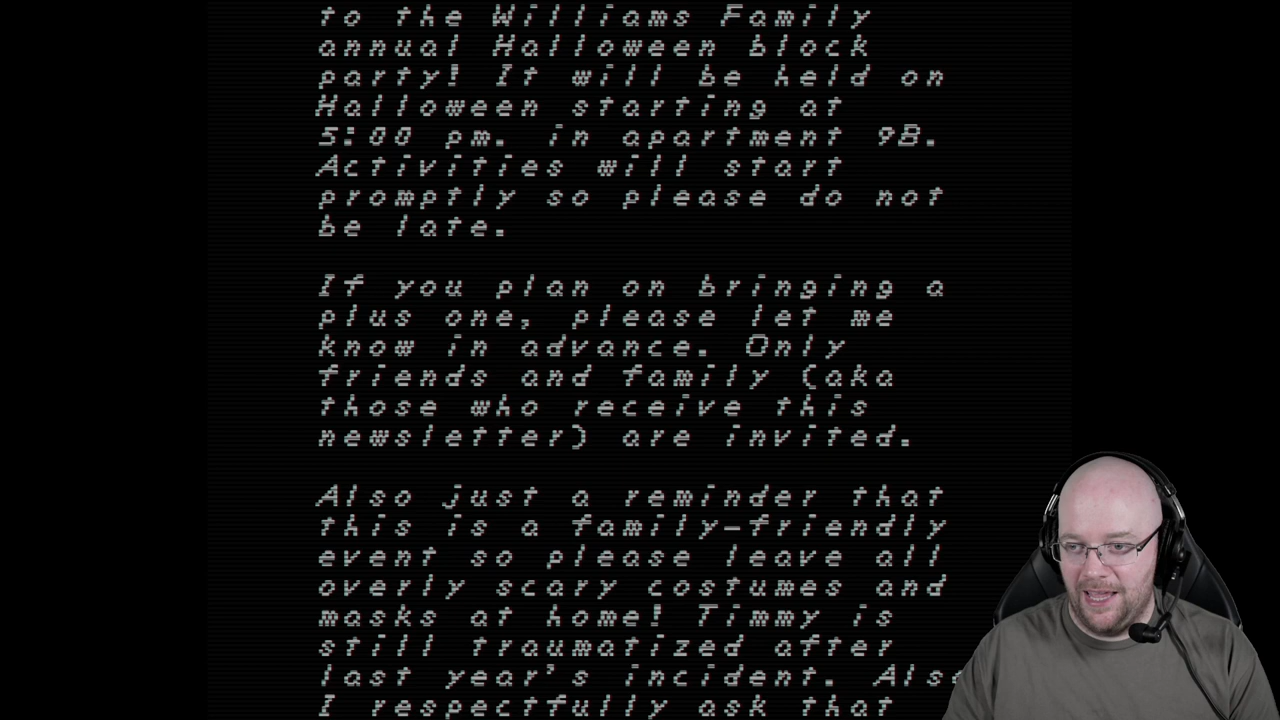 to the Williams Family
annual Halloween block
party! It will be held on
Halloween starting at
5:00 pm. in apartment 9B.
Activities will start
promptly so please do not
be late.
If you plan on bringing a
plus one, please let me
know in advance. Only
friends and family (aka
those who receive this
newsletter) are invited.
Also just a reminder that
this is a family-friendly
event so please leave all
overly scary costumes and
masks at home! Timmy is
still traumatized after
last year's incident. Also
I respectfully ask that